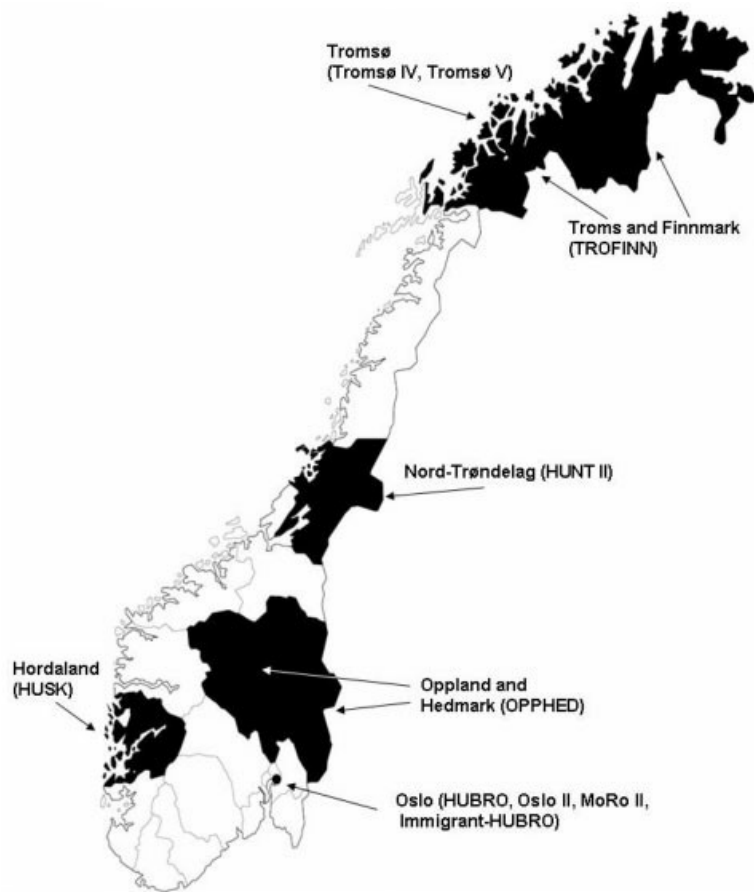 Tromsø
(Tromsø IV, Tromsø V)
Troms and Finnmark
(TROFINN)
Nord-Trøndelag (HUNT II)
Hordaland
(HUSK)
Oppland and
Hedmark (OPPHED)
Oslo (HUBRO, Oslo II, MoRo II,
Immigrant-HUBRO)